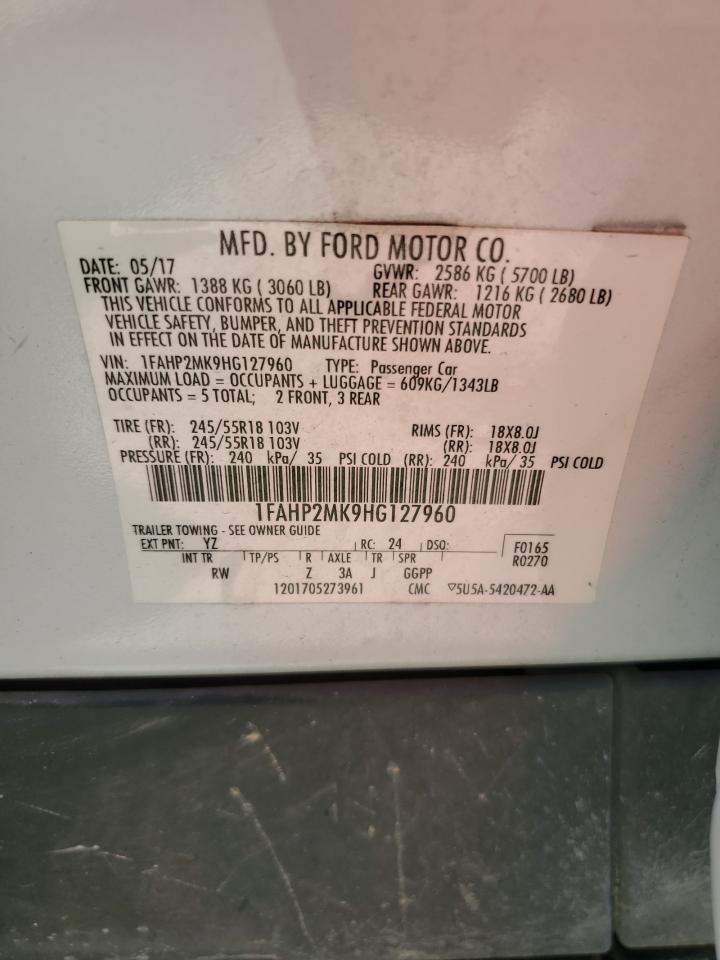 MFD. BY FORD MOTOR CO.
DATE: 05/17 GVWR: 2586 KG ( 5700 LB)
FRONT GAWR: 1388 KG ( 3060 LB) REAR GAWR: 1216 KG ( 2680 LB)
THIS VEHICLE CONFORMS TO ALL APPLICABLE FEDERAL MOTOR
VEHICLE SAFETY, BUMPER, AND THEFT PREVENTION STANDARDS
IN EFFECT ON THE DATE OF MANUFACTURE SHOWN ABOVE.
VIN: 1FAHP2MK9HG127960 TYPE: Passenger Car
MAXIMUM LOAD = OCCUPANTS + LUGGAGE = 609KG/1343LB
OCCUPANTS = 5 TOTAL; 2 FRONT, 3 REAR
TIRE (FR): 245/55R18 103V RIMS (FR): 18X8.0J
(RR): 245/55R18 103V (RR): 18X8.0J
PRESSURE (FR): 240 kPa/ 35 PSI COLD (RR): 240 kPa/ 35 PSI COLD
1FAHP2MK9HG127960
TRAILER TOWING - SEE OWNER GUIDE
EXT PNT: YZ RC: 24 DSO: F0165
INT TR TP/PS R AXLE TR SPR R0270
RW Z 3A J GGPP
1201705273961 CMC ▽5U5A-5420472-AA